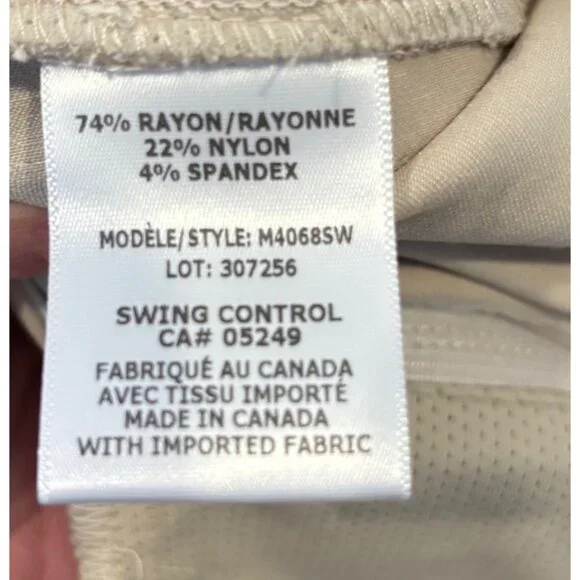 74% RAYON/RAYONNE
22% NYLON
4% SPANDEX
MODÈLE/STYLE: M4068SW
LOT: 307256
SWING CONTROL
CA# 05249
FABRIQUÉ AU CANADA
AVEC TISSU IMPORTÉ
MADE IN CANADA
WITH IMPORTED FABRIC